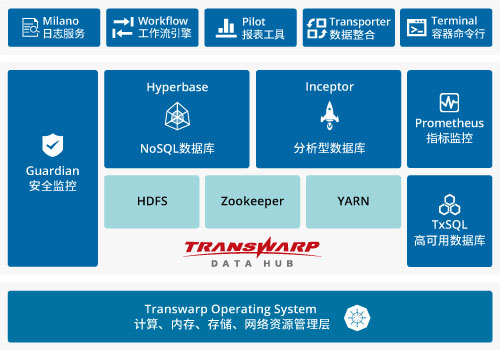 Milano
日志服务
Workflow
工作流引擎
Pilot
报表工具
Transporter
数据整合
Terminal
容器命令行
Guardian
安全监控
Hyperbase
NoSQL数据库
Inceptor
分析型数据库
Prometheus
指标监控
HDFS
Zookeeper
YARN
TxSQL
高可用数据库
TRANSWARP
DATA HUB
Transwarp Operating System
计算、内存、存储、网络资源管理层